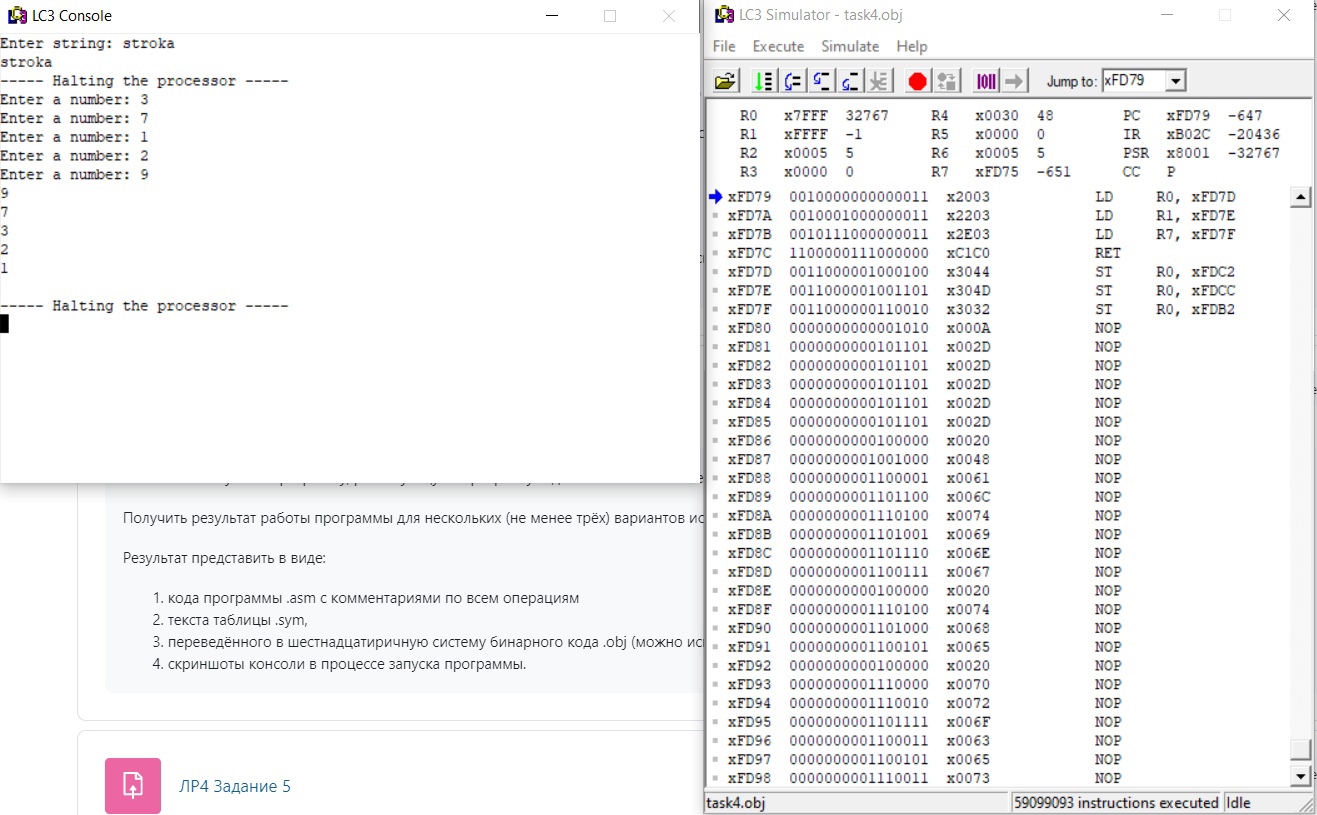 LC3 Console
Enter string: stroka
stroka
----- Halting the processor -----
Enter a number: 3
Enter a number: 7
Enter a number: 1
Enter a number: 2
Enter a number: 9
9
7
3
2
1
----- Halting the processor -----
Получить результат работы программы для нескольких (не менее трёх) вариантов
Результат представить в виде:
1. кода программы .asm с комментариями по всем операциям
2. текста таблицы .sym,
3. переведённого в шестнадцатиричную систему бинарного кода .obj (можно
4. скриншоты консоли в процессе запуска программы.
ЛР4 Задание 5
LC3 Simulator - task4.obj
File Execute Simulate Help
Jump to: xFD79
R0 x7FFF 32767 R4 x0030 48 PC xFD79 -647
R1 xFFFF -1 R5 x0000 0 IR xB02C -20436
R2 x0005 5 R6 x0005 5 PSR x8001 -32767
R3 x0000 0 R7 xFD75 -651 CC P
xFD79 0010000000000011 x2003 LD R0, xFD7D
xFD7A 0010001000000011 x2203 LD R1, xFD7E
xFD7B 0010111000000011 x2E03 LD R7, xFD7F
xFD7C 1100000111000000 xC1C0 RET
xFD7D 0011000001000100 x3044 ST R0, xFDC2
xFD7E 0011000001001101 x304D ST R0, xFDCC
xFD7F 0011000000110010 x3032 ST R0, xFDB2
xFD80 0000000000001010 x000A NOP
xFD81 0000000000101101 x002D NOP
xFD82 0000000000101101 x002D NOP
xFD83 0000000000101101 x002D NOP
xFD84 0000000000101101 x002D NOP
xFD85 0000000000101101 x002D NOP
xFD86 0000000000100000 x0020 NOP
xFD87 0000000001001000 x0048 NOP
xFD88 0000000001100001 x0061 NOP
xFD89 0000000001101100 x006C NOP
xFD8A 0000000001110100 x0074 NOP
xFD8B 0000000001101001 x0069 NOP
xFD8C 0000000001101110 x006E NOP
xFD8D 0000000001100111 x0067 NOP
xFD8E 0000000000100000 x0020 NOP
xFD8F 0000000001110100 x0074 NOP
xFD90 0000000001101000 x0068 NOP
xFD91 0000000001100101 x0065 NOP
xFD92 0000000000100000 x0020 NOP
xFD93 0000000001110000 x0070 NOP
xFD94 0000000001110010 x0072 NOP
xFD95 0000000001101111 x006F NOP
xFD96 0000000001100011 x0063 NOP
xFD97 0000000001100101 x0065 NOP
xFD98 0000000001110011 x0073 NOP
task4.obj 59099093 instructions executed Idle